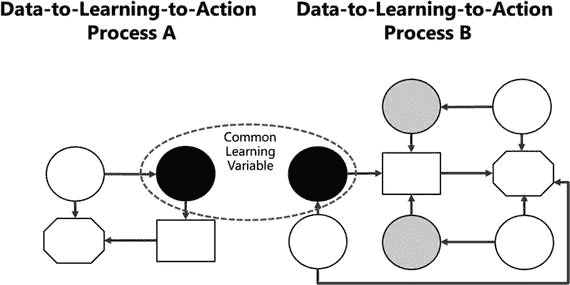 Data-to-Learning-to-Action
Process A
Data-to-Learning-to-Action
Process B
Common
Learning
Variable